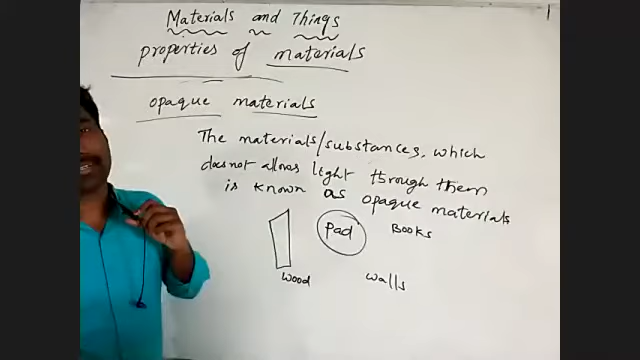 Materials and Things
properties of materials
opaque materials
The materials/substances, which
doesnot allows light through them
is known as opaque materials
Pad Books
wood walls